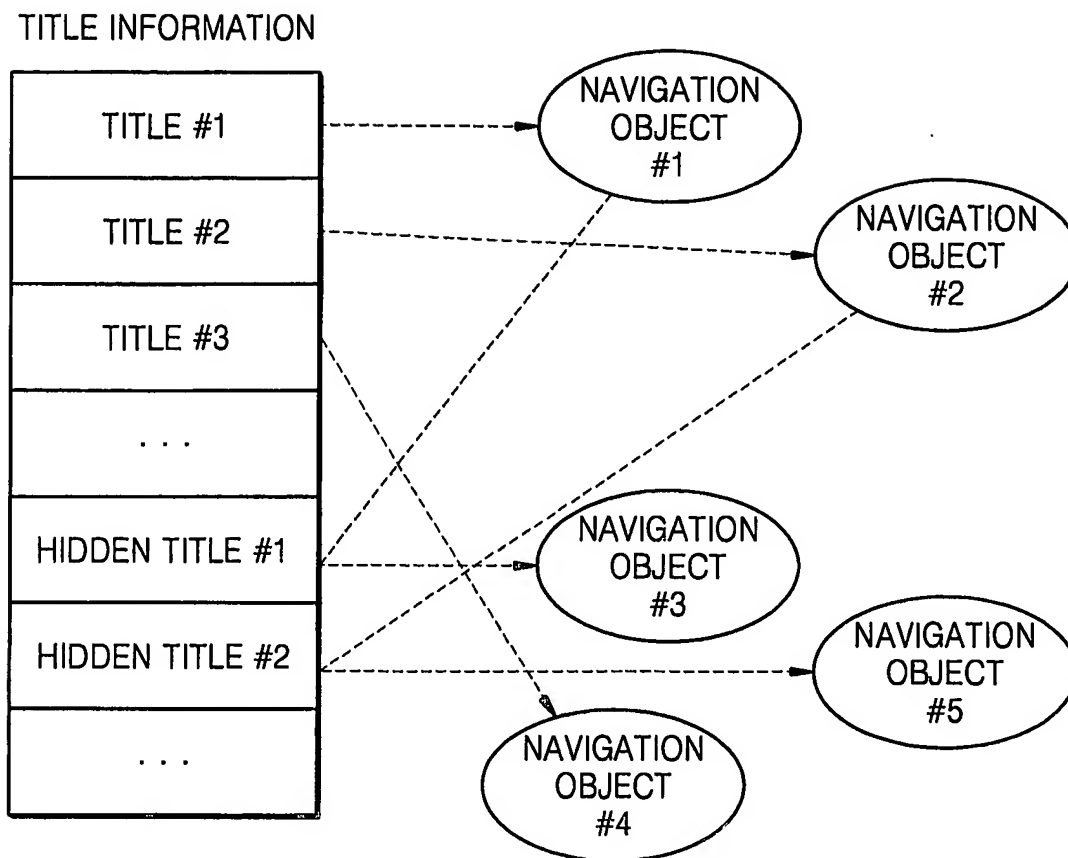 TITLE INFORMATION
TITLE #1
TITLE #2
TITLE #3
. . .
HIDDEN TITLE #1
HIDDEN TITLE #2
. . .
NAVIGATION
OBJECT
#1
NAVIGATION
OBJECT
#2
NAVIGATION
OBJECT
#3
NAVIGATION
OBJECT
#5
NAVIGATION
OBJECT
#4